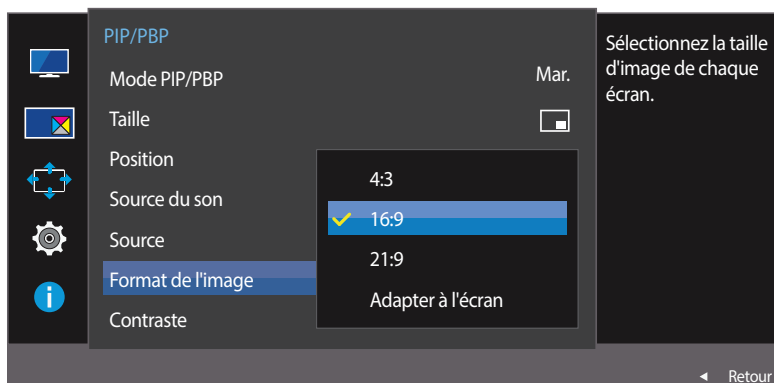 PIP/PBP
Mode PIP/PBP
Mar.
Taille
Position
Source du son
Source
Format de l'image
Contraste
4:3
16:9
21:9
Adapter à l'écran
Sélectionnez la taille
d'image de chaque
écran.
Retour